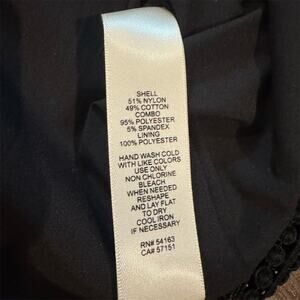 SHELL
51% NYLON
49% COTTON
COMBO
95% POLYESTER
5% SPANDEX
LINING
100% POLYESTER
HAND WASH COLD
WITH LIKE COLORS
USE ONLY
NON CHLORINE
BLEACH
WHEN NEEDED
RESHAPE
AND LAY FLAT
TO DRY
COOL IRON
IF NECESSARY
RN# 54163
CA# 57151